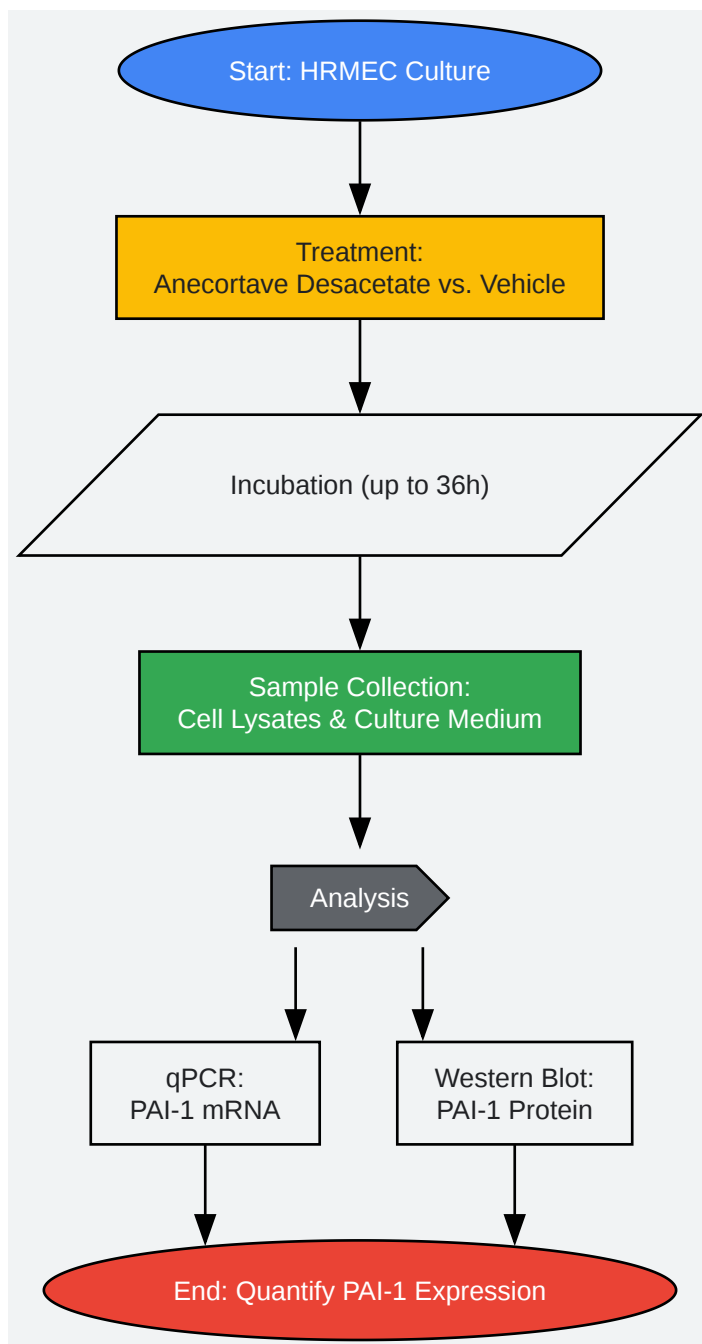 Start: HRMEC Culture
Treatment:
Anecortave Desacetate vs. Vehicle
Incubation (up to 36h)
Sample Collection:
Cell Lysates & Culture Medium
Analysis
qPCR:
PAI-1 mRNA
Western Blot:
PAI-1 Protein
End: Quantify PAI-1 Expression